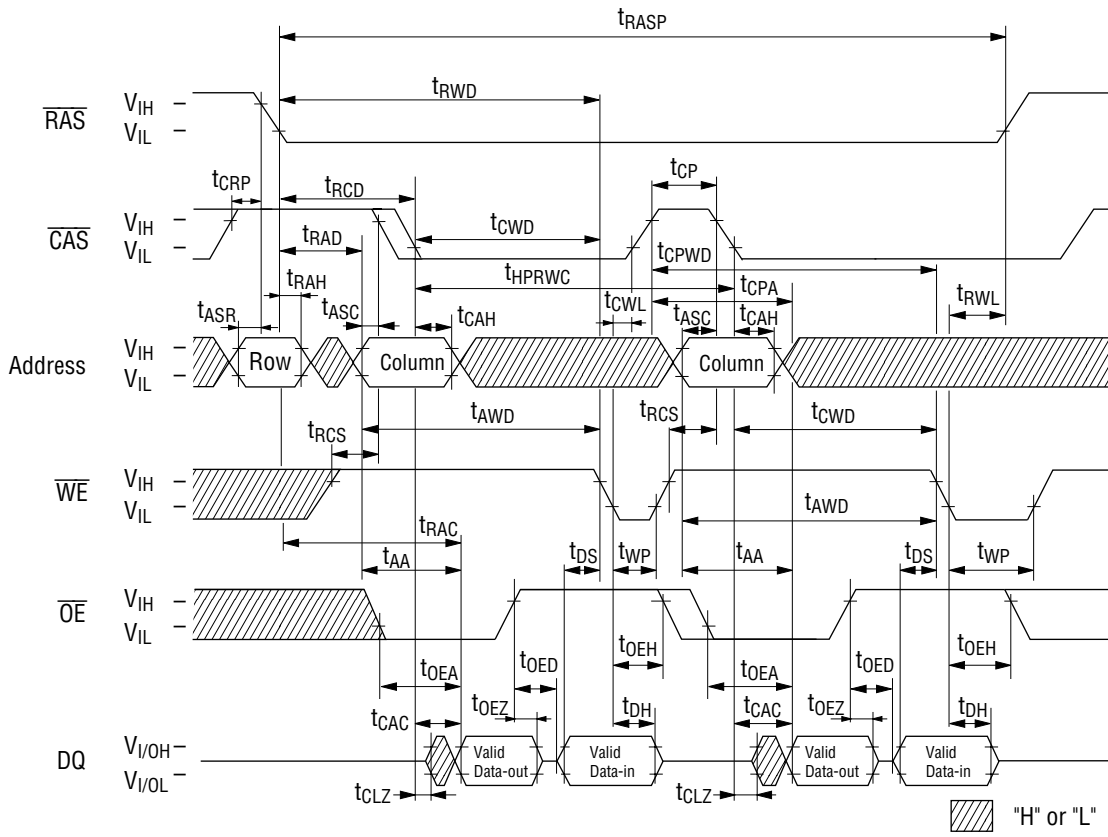 tRASP
tRWD
RAS
VIH
VIL
tCRP
tRCD
tCP
CAS
VIH
VIL
tCWD
tRAD
tCPWD
tHPRWC
tRAH
tCPA
tCWL
tRWL
tASR
tASC
tCAH
tASC
tCAH
Address
VIH
VIL
Row
Column
Column
tRCS
tAWD
tRCS
tCWD
WE
VIH
VIL
tAWD
tRAC
tAA
tDS
tWP
tAA
tDS
tWP
OE
VIH
VIL
tOEA
tOED
tOEH
tOEA
tOED
tOEH
tCAC
tOEZ
tDH
tCAC
tOEZ
tDH
DQ
VI/OH
VI/OL
Valid
Data-out
Valid
Data-in
Valid
Data-out
Valid
Data-in
tCLZ
tCLZ
"H" or "L"